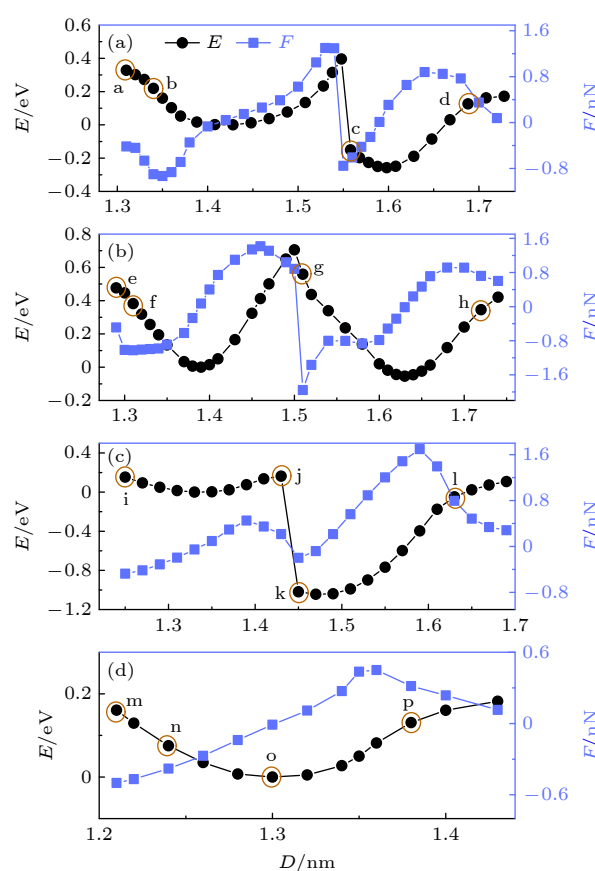 (a)
E
F
a
b
c
d
E/eV
0.6
0.4
0.2
0
-0.2
-0.4
1.3
1.4
1.5
1.6
1.7
1.6
0.8
0
-0.8
F/nN
(b)
e
f
g
h
E/eV
0.8
0.6
0.4
0.2
0
-0.2
1.3
1.4
1.5
1.6
1.7
1.6
0.8
0
-0.8
-1.6
F/nN
(c)
i
j
k
l
E/eV
0.4
0
-0.4
-0.8
-1.2
1.3
1.4
1.5
1.6
1.7
1.6
0.8
0
-0.8
F/nN
(d)
m
n
o
p
E/eV
0.2
0
1.2
1.3
1.4
0.6
0
-0.6
F/nN
D/nm